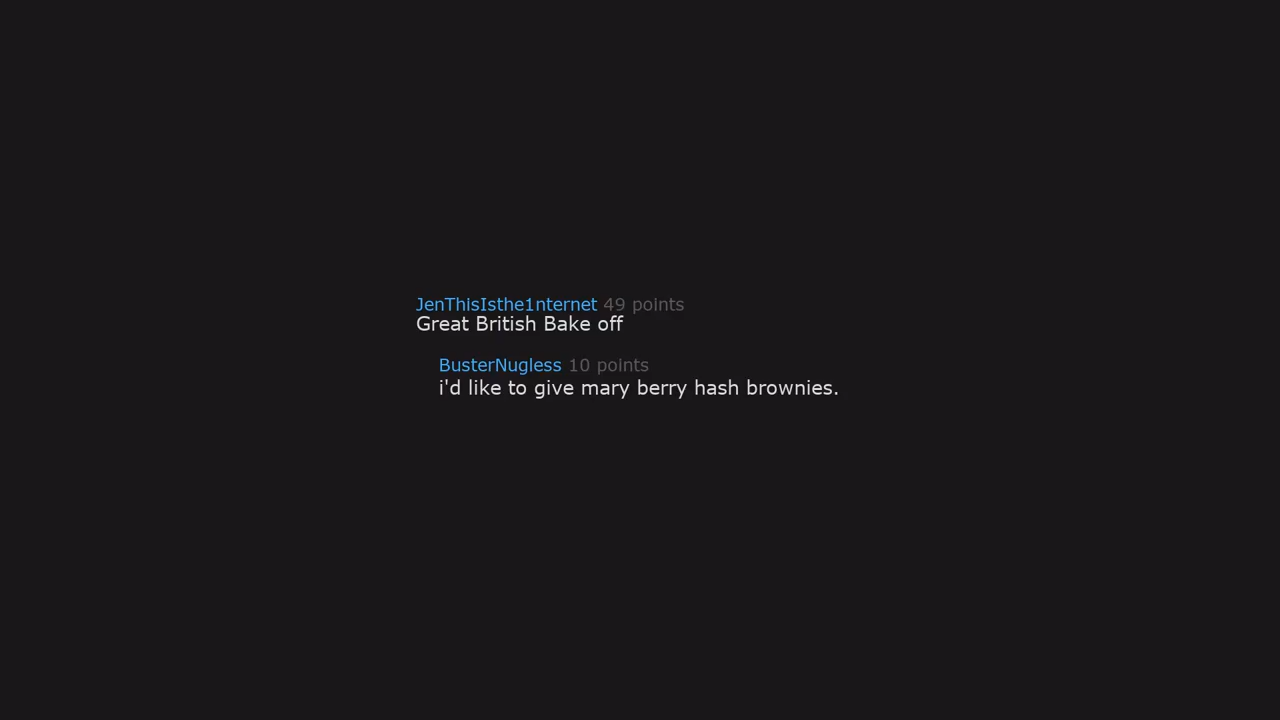 JenThisIsthe1nternet 49 points
Great British Bake off
BusterNugless 10 points
i'd like to give mary berry hash brownies.